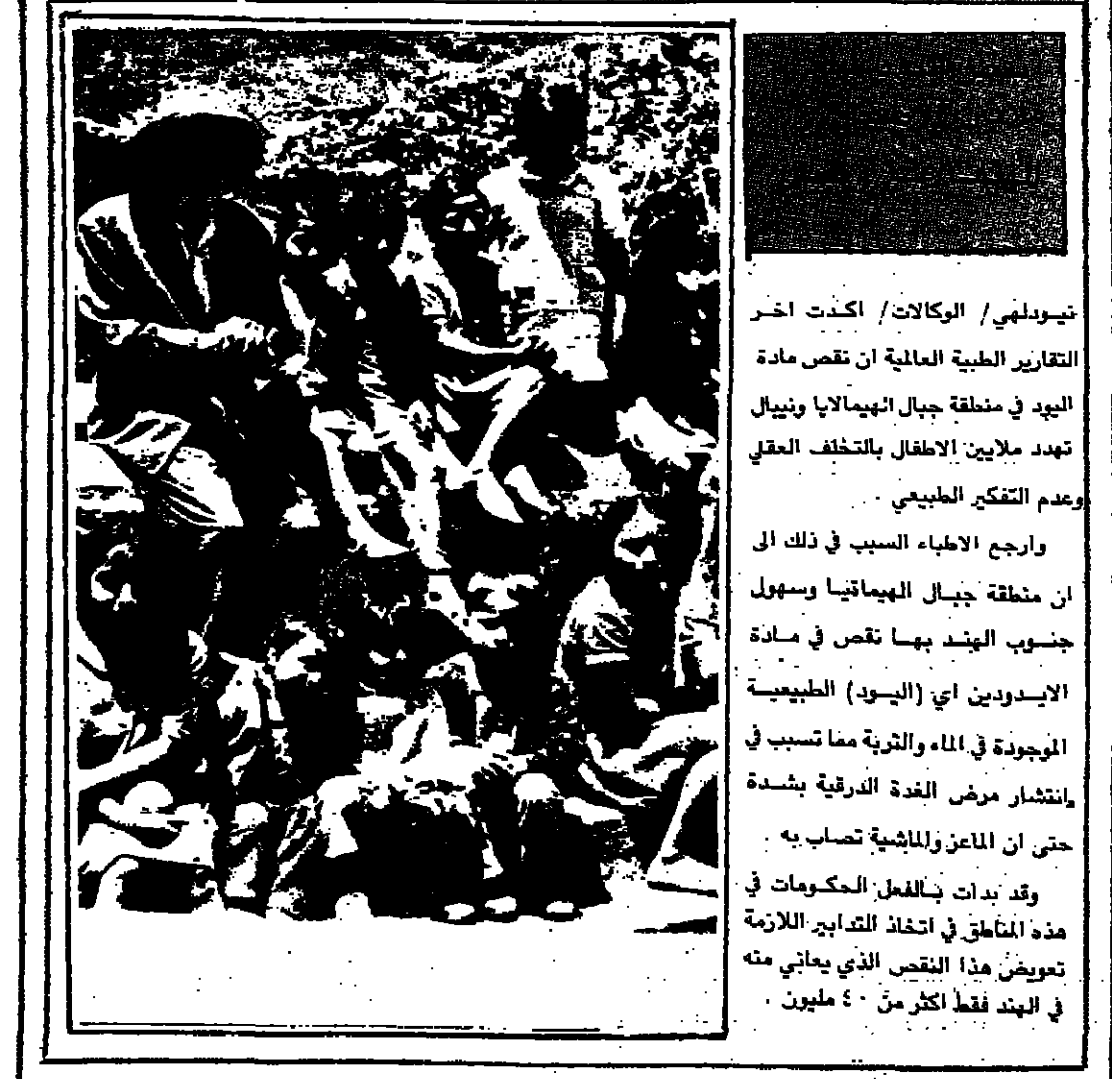 نيودلهي/ الوكالات/ اكدت اخر
التقارير الطبية العالمية ان نقص مادة
اليود في منطقة جبال الهيمالايا ونيبال
تهدد ملايين الاطفال بالتخلف العقلي
وعدم التفكير الطبيعي .
وارجع الاطباء السبب في ذلك الى
ان منطقة جبال الهيماقيا وسهول
جنوب الهند بها نقص في مادة
الايدودين اي (اليود) الطبيعية
الموجودة في الماء والتربة مما تسبب في
انتشار مرض الغدة الدرقية بشدة
حتى ان الماعز والماشية تصاب به .
وقد بدات بالفعل الحكومات في
هذه المناطق في اتخاذ التدابير اللازمة
تعويض هذا النقص الذي يعاني منه
في الهند فقط اكثر من ٤٠ مليون .